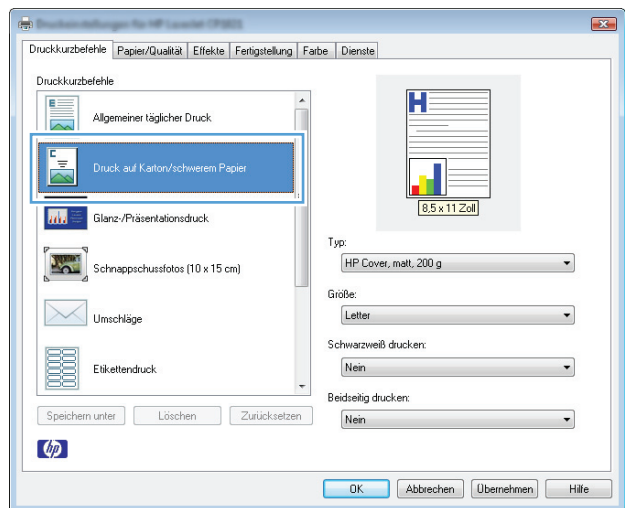 Druckkurzbefehle Papier/Qualität Effekte Fertigstellung Farbe Dienste
Druckkurzbefehle
Allgemeiner täglicher Druck
Druck auf Karton/schwerem Papier
Glanz-/Präsentationsdruck
Schnappschussfotos (10 x 15 cm)
Umschläge
Etikettendruck
Speichern unter Löschen Zurücksetzen
hp
H
8,5 x 11 Zoll
Typ:
HP Cover, matt, 200 g
Größe:
Letter
Schwarzweiß drucken:
Nein
Beidseitig drucken:
Nein
OK Abbrechen Übernehmen Hilfe